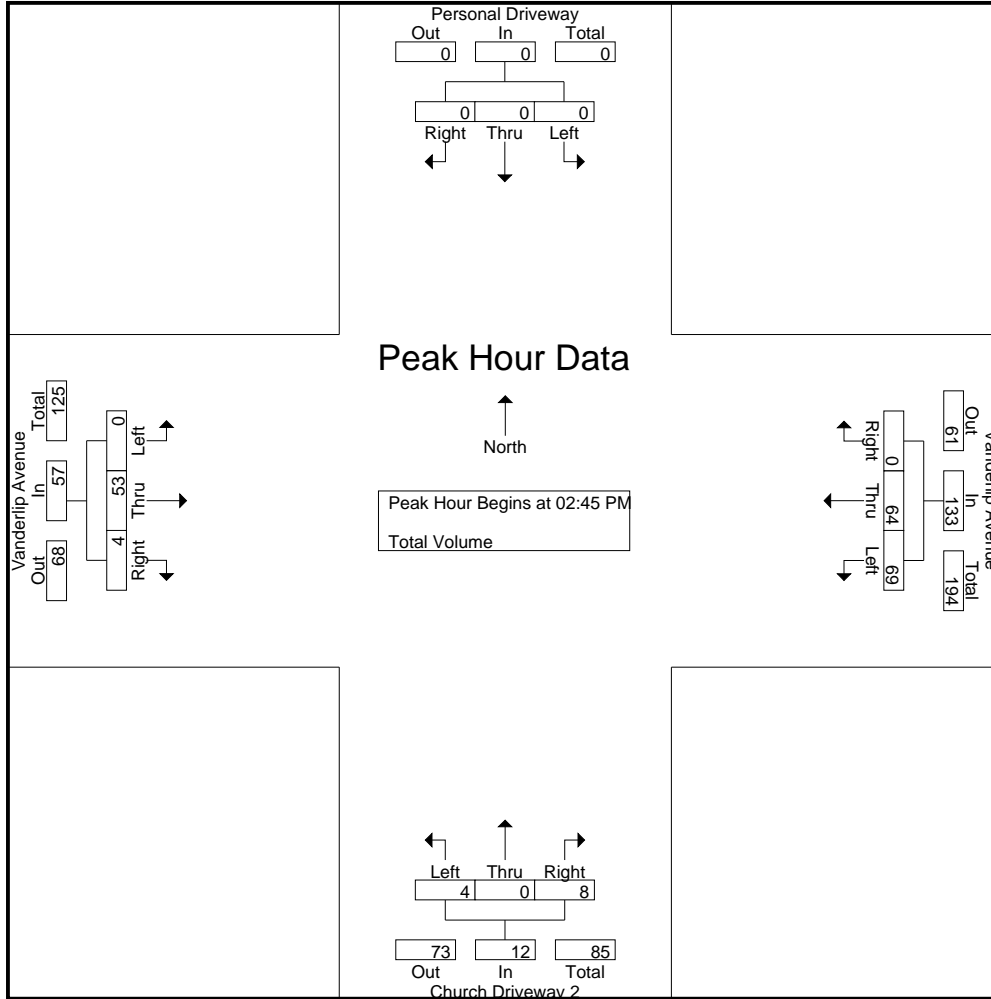 Personal Driveway
Out In Total
0 0 0
0 0 0
Right Thru Left
Peak Hour Data
North
Peak Hour Begins at 02:45 PM
Total Volume
Vanderlip Avenue
Total In Out
125 57 68
0 53 4
Left Thru Right
Vanderlip Avenue
Out In Total
61 133 194
0 64 69
Right Thru Left
Left Thru Right
4 0 8
73 12 85
Out In Total
Church Driveway 2